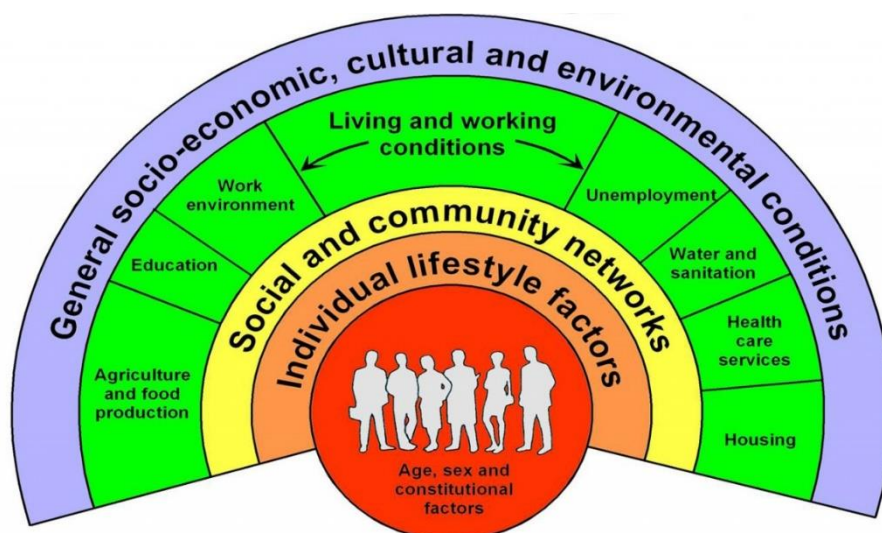 General socio-economic, cultural and environmental conditions
Living and working
conditions
Work
environment
Education
Agriculture
and food
production
Unemployment
Water and
sanitation
Health
care
services
Housing
Social and community networks
Individual lifestyle factors
Age, sex and
constitutional
factors